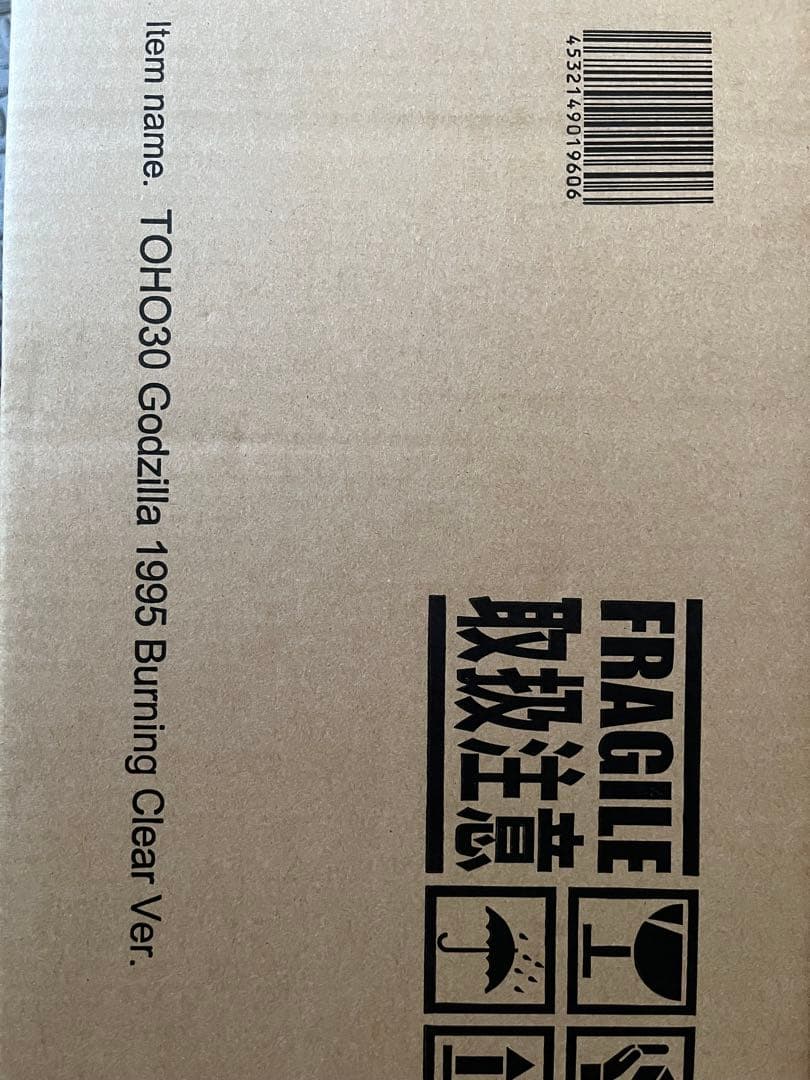 4532149019606
FRAGILE
取扱注意
Item name. TOHO30 Godzilla 1995 Burning Clear Ver.